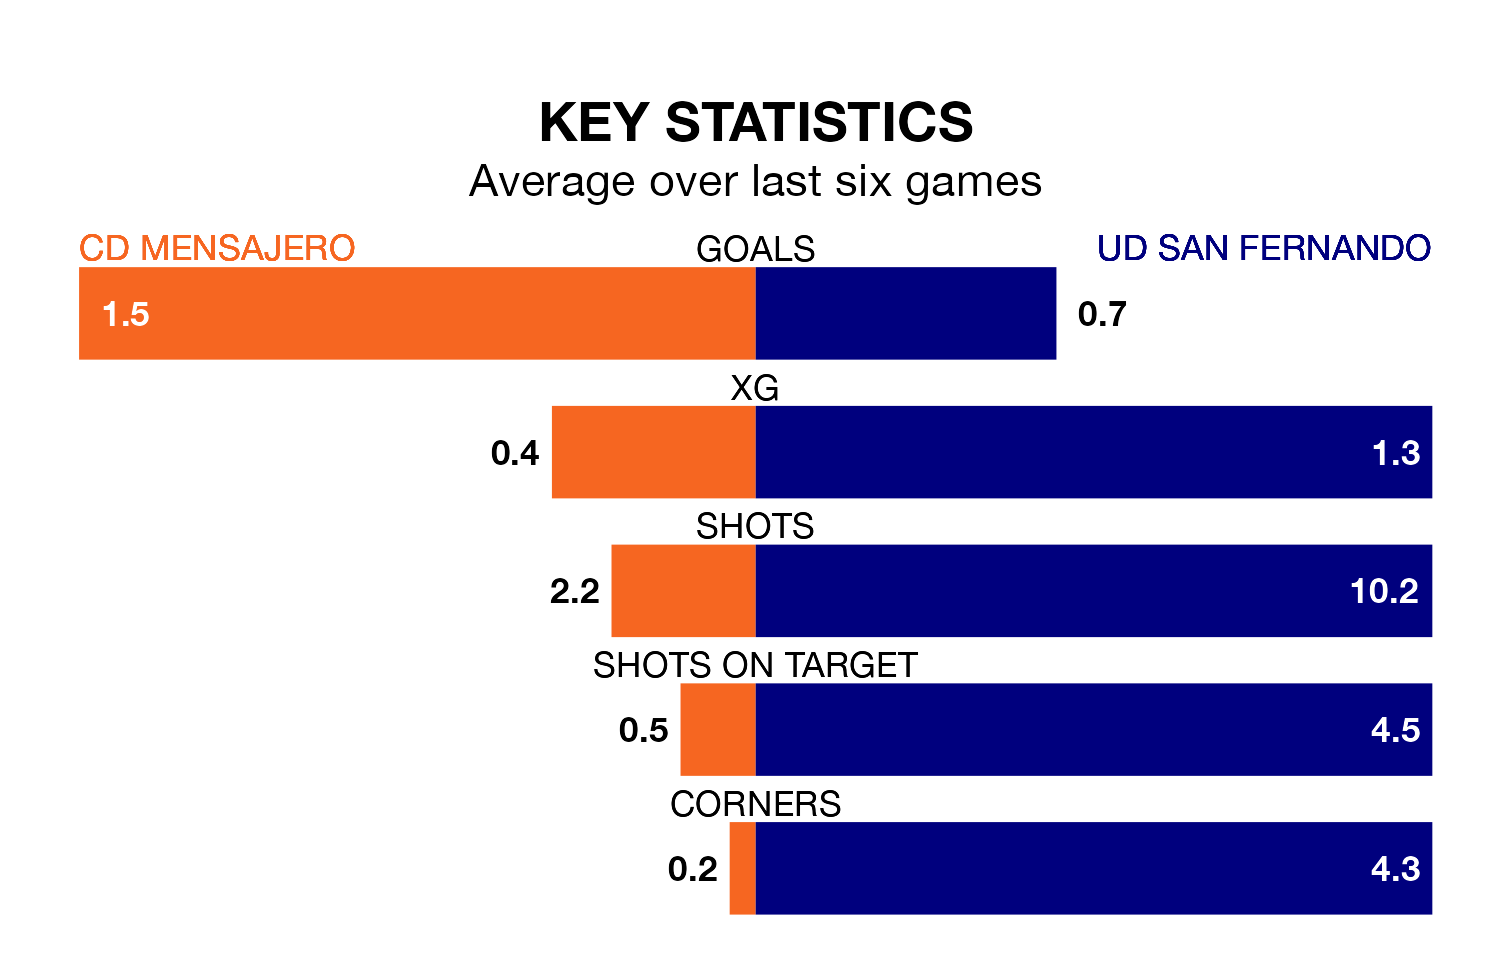 KEY STATISTICS
Average over last six games
CD MENSAJERO GOALS UD SAN FERNANDO
1.5 0.7
XG
0.4 1.3
SHOTS
2.2 10.2
SHOTS ON TARGET
0.5 4.5
CORNERS
0.2 4.3